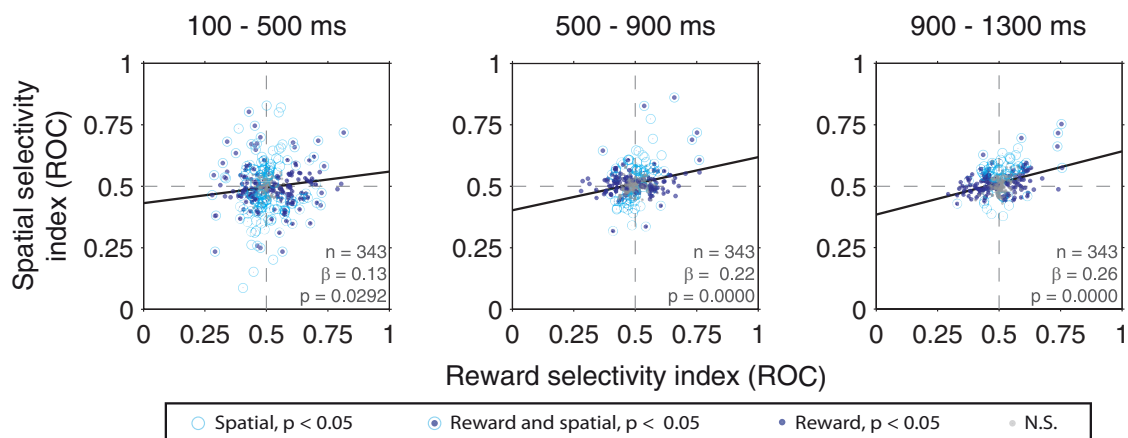 100 - 500 ms
500 - 900 ms
900 - 1300 ms
Spatial selectivity
index (ROC)
1
0.75
0.5
0.25
0
n = 343
β = 0.13
p = 0.0292
0 0.25 0.5 0.75 1
1
0.75
0.5
0.25
0
n = 343
β = 0.22
p = 0.0000
0 0.25 0.5 0.75 1
1
0.75
0.5
0.25
0
n = 343
β = 0.26
p = 0.0000
0 0.25 0.5 0.75 1
Reward selectivity index (ROC)
Spatial, p < 0.05 Reward and spatial, p < 0.05 Reward, p < 0.05 N.S.